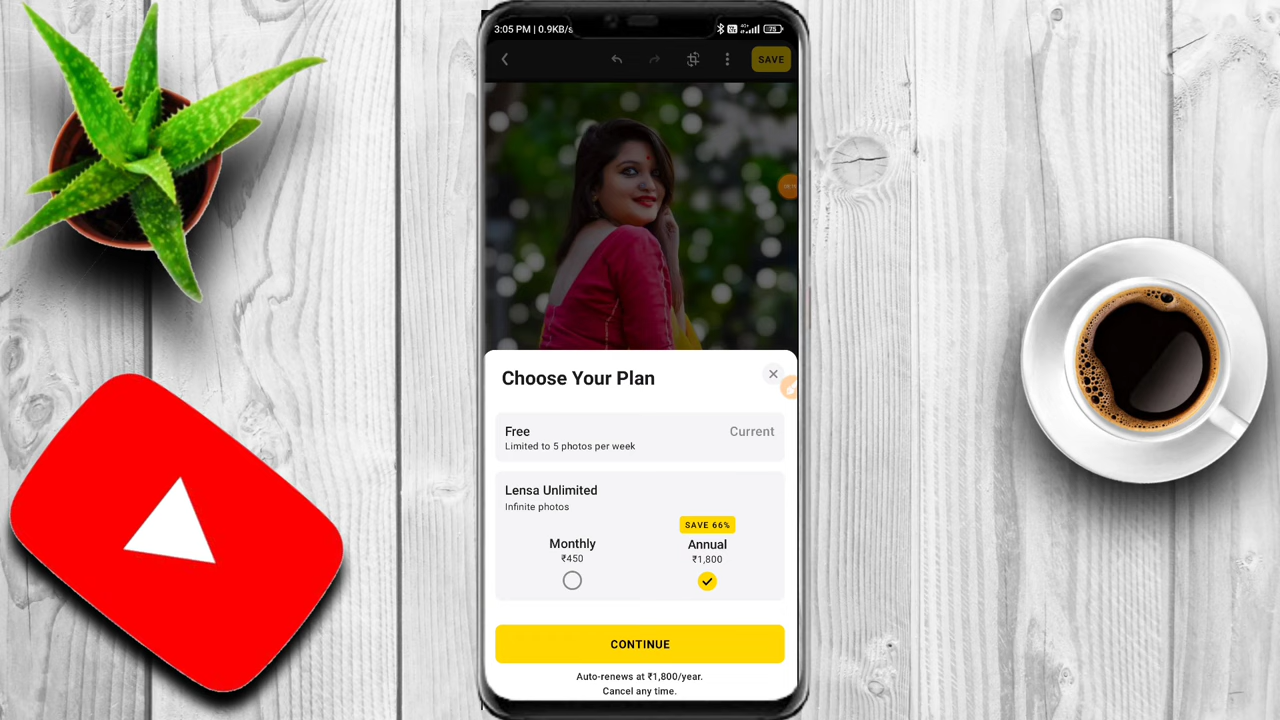 3:05 PM | 0.9KB/s
SAVE
Choose Your Plan
Free
Current
Limited to 5 photos per week
Lensa Unlimited
Infinite photos
SAVE 66%
Monthly
Annual
₹450
₹1,800
CONTINUE
Auto-renews at ₹1,800/year.
Cancel any time.